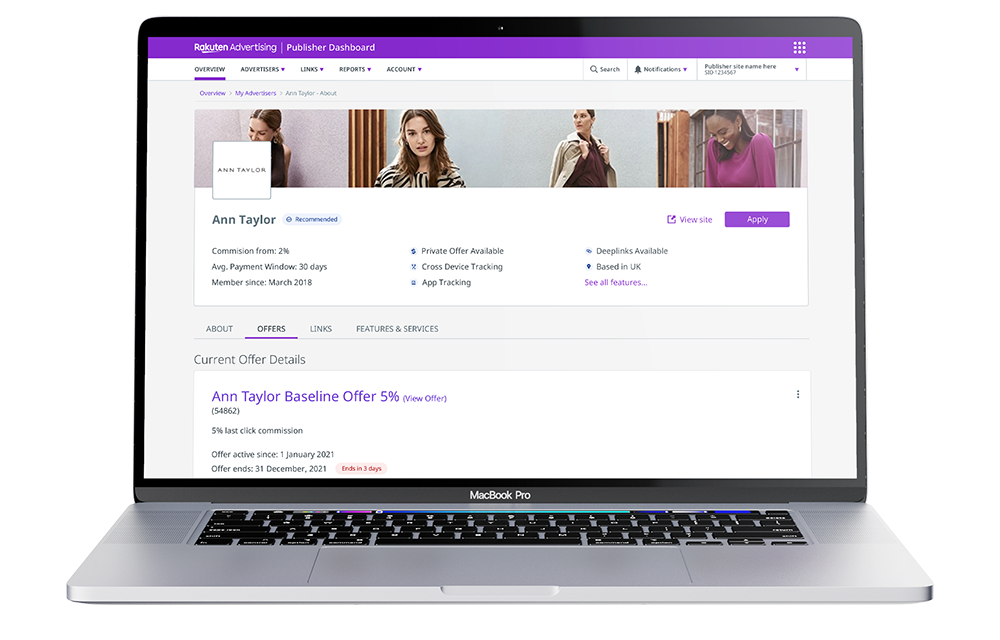 Rakuten Advertising | Publisher Dashboard
OVERVIEW ADVERTISERS LINKS REPORTS ACCOUNT Search Notifications Publisher site name here
SID 1234567
Overview > My Advertisers > Ann Taylor - About
ANN TAYLOR
Ann Taylor Recommended View site Apply
Commision from: 2% Private Offer Available Deeplinks Available
Avg. Payment Window: 30 days Cross Device Tracking Based in UK
Member since: March 2018 App Tracking See all features...
ABOUT OFFERS LINKS FEATURES & SERVICES
Current Offer Details
Ann Taylor Baseline Offer 5% (View Offer)
(54862)
5% last click commission
Offer active since: 1 January 2021
Offer ends: 31 December, 2021 Ends in 3 days
MacBook Pro